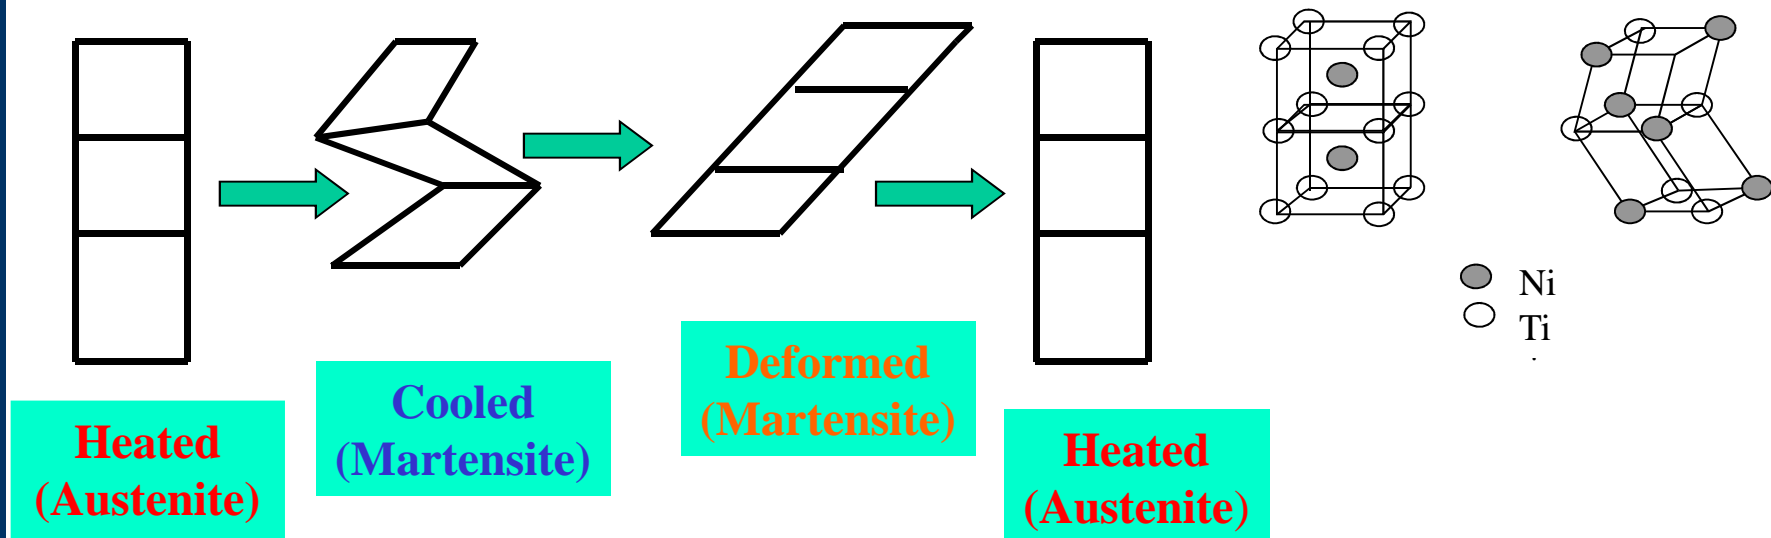 Heated
(Austenite)
Cooled
(Martensite)
Deformed
(Martensite)
Heated
(Austenite)
Ni
Ti